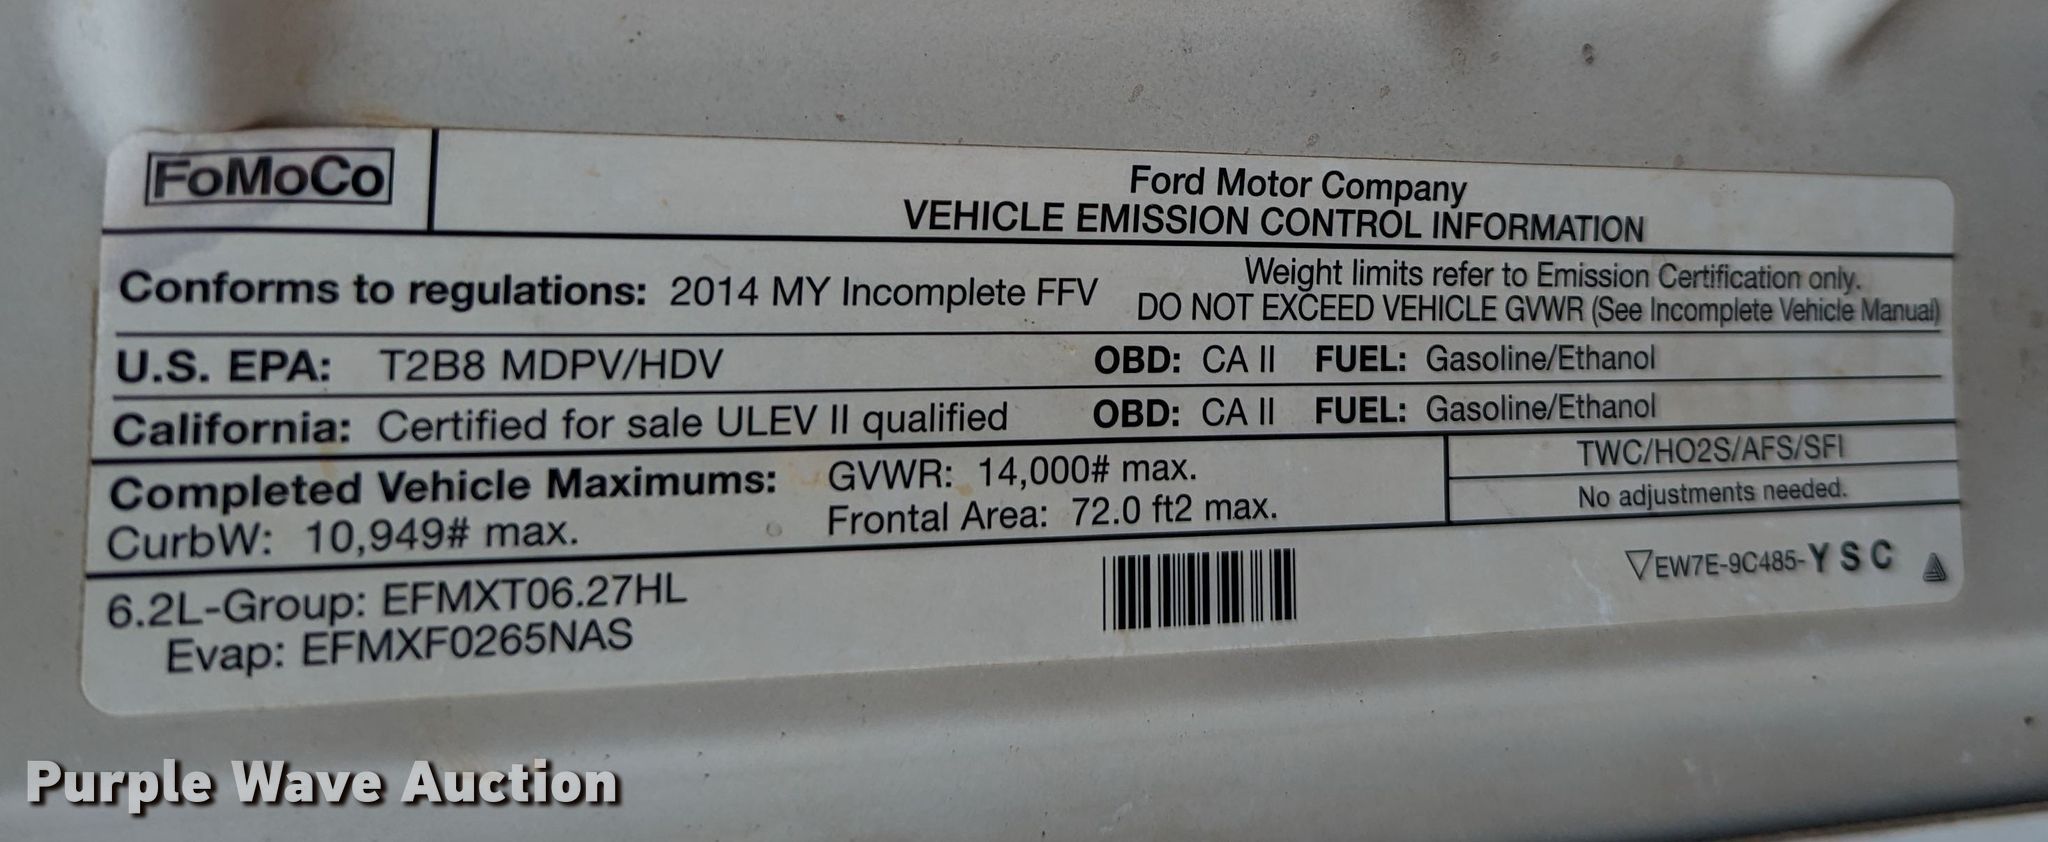 FoMoCo
Ford Motor Company
VEHICLE EMISSION CONTROL INFORMATION
Conforms to regulations: 2014 MY Incomplete FFV
Weight limits refer to Emission Certification only.
DO NOT EXCEED VEHICLE GVWR (See Incomplete Vehicle Manual)
U.S. EPA: T2B8 MDPV/HDV OBD: CA II FUEL: Gasoline/Ethanol
California: Certified for sale ULEV II qualified OBD: CA II FUEL: Gasoline/Ethanol
Completed Vehicle Maximums: GVWR: 14,000# max.
CurbW: 10,949# max. Frontal Area: 72.0 ft2 max.
TWC/HO2S/AFS/SFI
No adjustments needed.
6.2L-Group: EFMXT06.27HL
Evap: EFMXF0265NAS
▽EW7E-9C485-Y S C
Purple Wave Auction